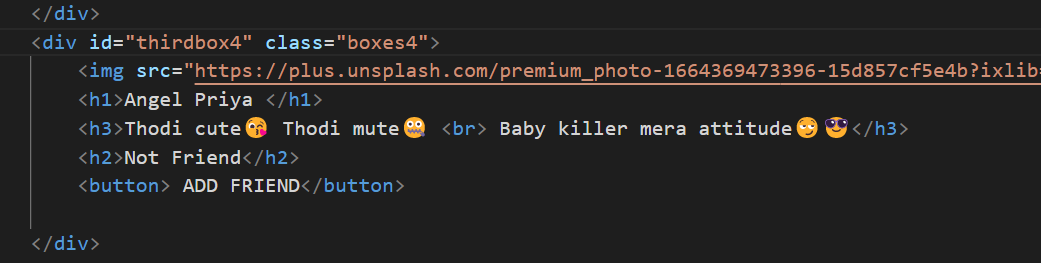 </div>
<div id="thirdbox4" class="boxes4">
<img src="https://plus.unsplash.com/premium_photo-1664369473396-15d857cf5e4b?ixlib=
<h1>Angel Priya </h1>
<h3>Thodi cute😘 Thodi mute🤐 <br> Baby killer mera attitude😏😎</h3>
<h2>Not Friend</h2>
<button> ADD FRIEND</button>
</div>